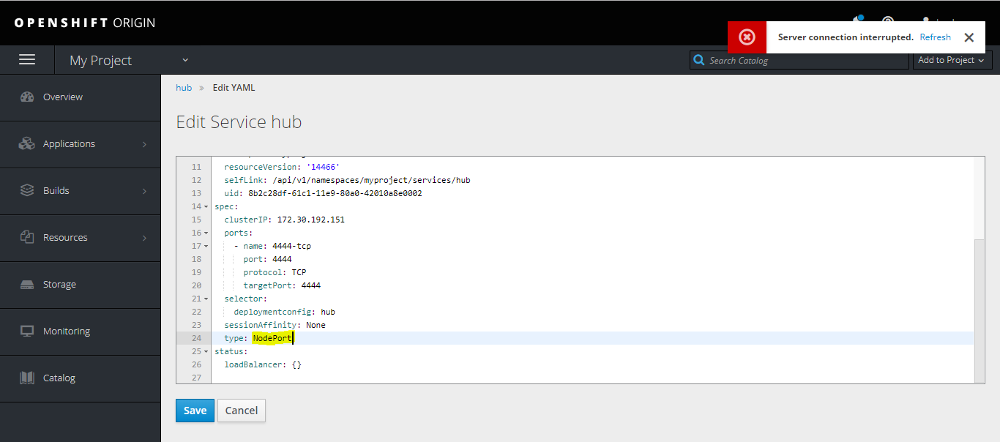 OPENSHIFT ORIGIN
Server connection interrupted. Refresh
My Project
Search Catalog
Add to Project
Overview
Applications
Builds
Resources
Storage
Monitoring
Catalog
hub » Edit YAML
Edit Service hub
11 resourceVersion: '14466'
12 selfLink: /api/v1/namespaces/myproject/services/hub
13 uid: 8b2c28df-61c1-11e9-80a0-42010a8e0002
14 spec:
15 clusterIP: 172.30.192.151
16 ports:
17 - name: 4444-tcp
18 port: 4444
19 protocol: TCP
20 targetPort: 4444
21 selector:
22 deploymentconfig: hub
23 sessionAffinity: None
24 type: NodePort
25 status:
26 loadBalancer: {}
27
Save
Cancel